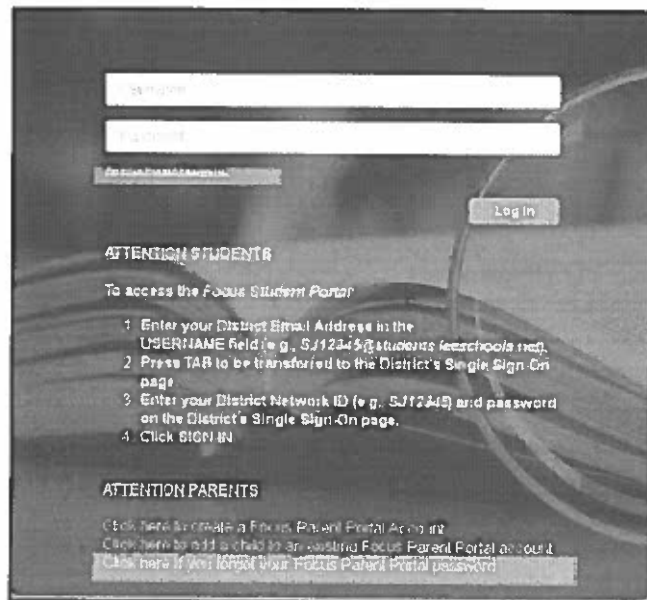 Username
Password
Log In
ATTENTION STUDENTS
To access the Focus Student Portal
1 Enter your District Email Address in the
USERNAME field (e.g., SJ12345@students.leeschools.net).
2 Press TAB to be transferred to the District's Single Sign-On
page
3 Enter your District Network ID (e.g., SJ12345) and password
on the District's Single Sign-On page.
4 Click SIGN IN
ATTENTION PARENTS
Click here to create a Focus Parent Portal Account
Click here to add a child to an existing Focus Parent Portal account
Click here if you forgot your Focus Parent Portal password